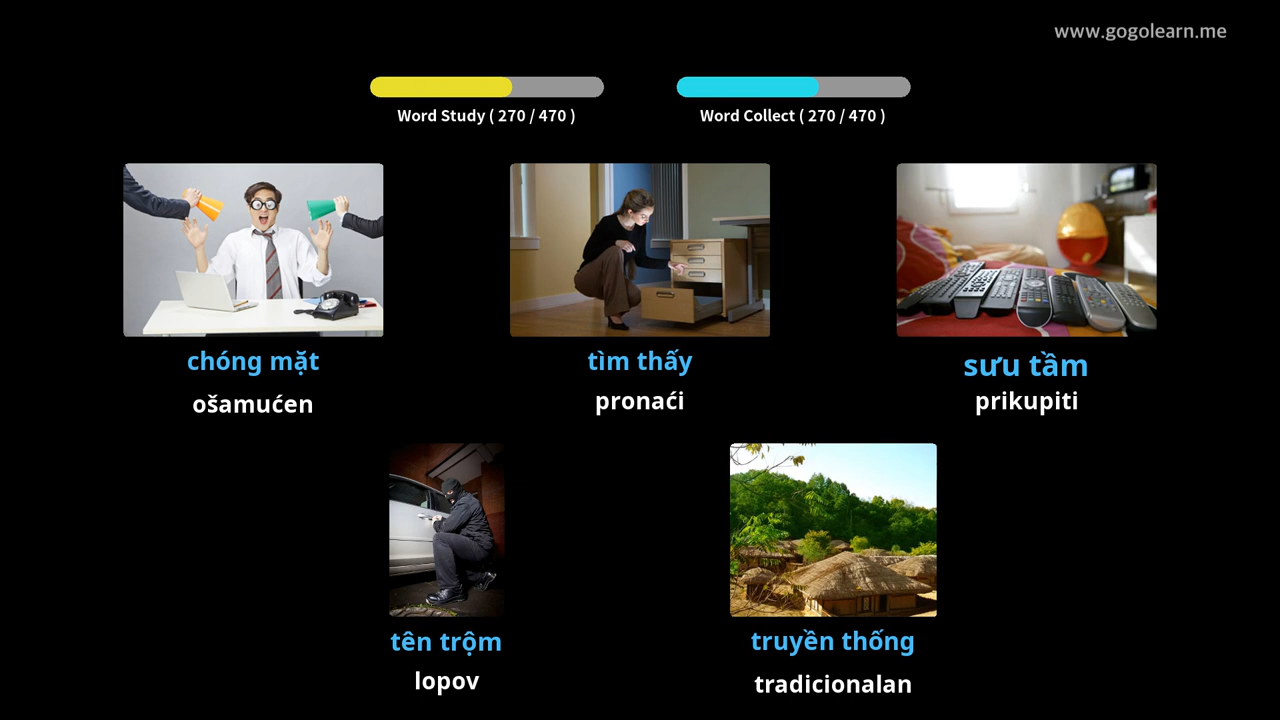 www.gogolearn.me
Word Study ( 270 / 470 )
Word Collect ( 270 / 470 )
chóng mặt
ošamućen
tìm thấy
pronaći
sưu tầm
prikupiti
tên trộm
lopov
truyền thống
tradicionalan